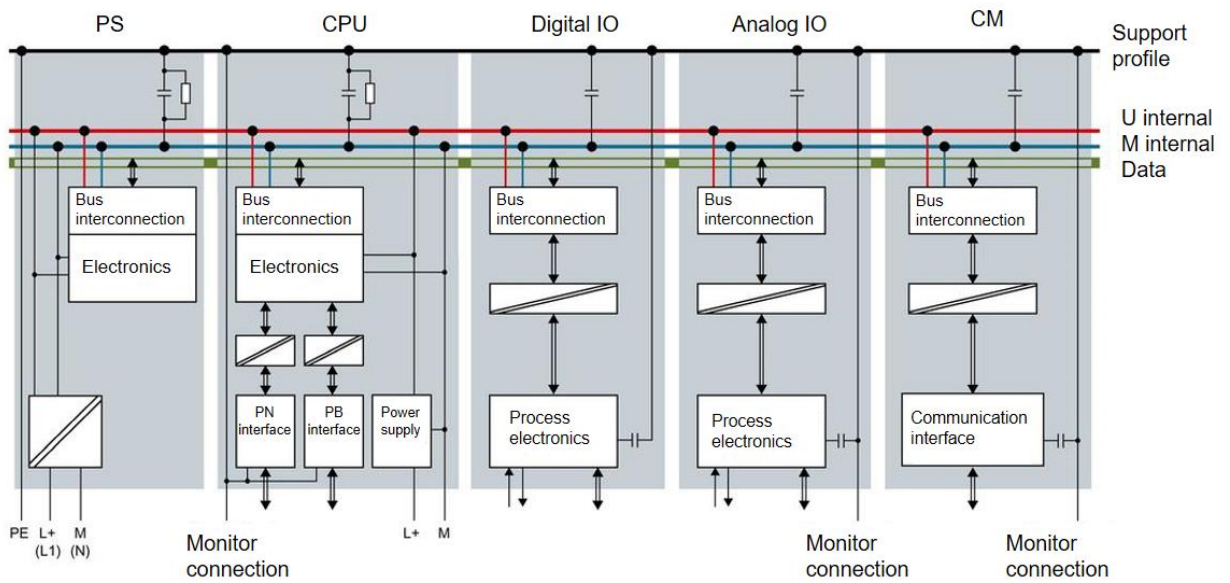 PS
CPU
Digital IO
Analog IO
CM
Support
profile
U internal
M internal
Data
Bus
interconnection
Electronics
Bus
interconnection
Electronics
Bus
interconnection
Bus
interconnection
Bus
interconnection
PN
interface
PB
interface
Power
supply
Process
electronics
Process
electronics
Communication
interface
PE
L+
(L1)
M
(N)
Monitor
connection
L+
M
Monitor
connection
Monitor
connection